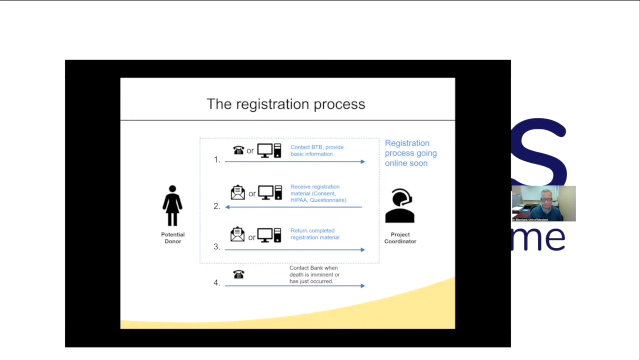 The registration process
or
Contact BTB, provide
basic information.
1.
Registration
process going
online soon
or
Receive registration
material (Consent,
HIPAA, Questionnaire).
2.
Potential
Donor
Project
Coordinator
or
Return completed
registration material
3.
Contact Bank when
death is imminent or
has just occurred.
4.
s
me